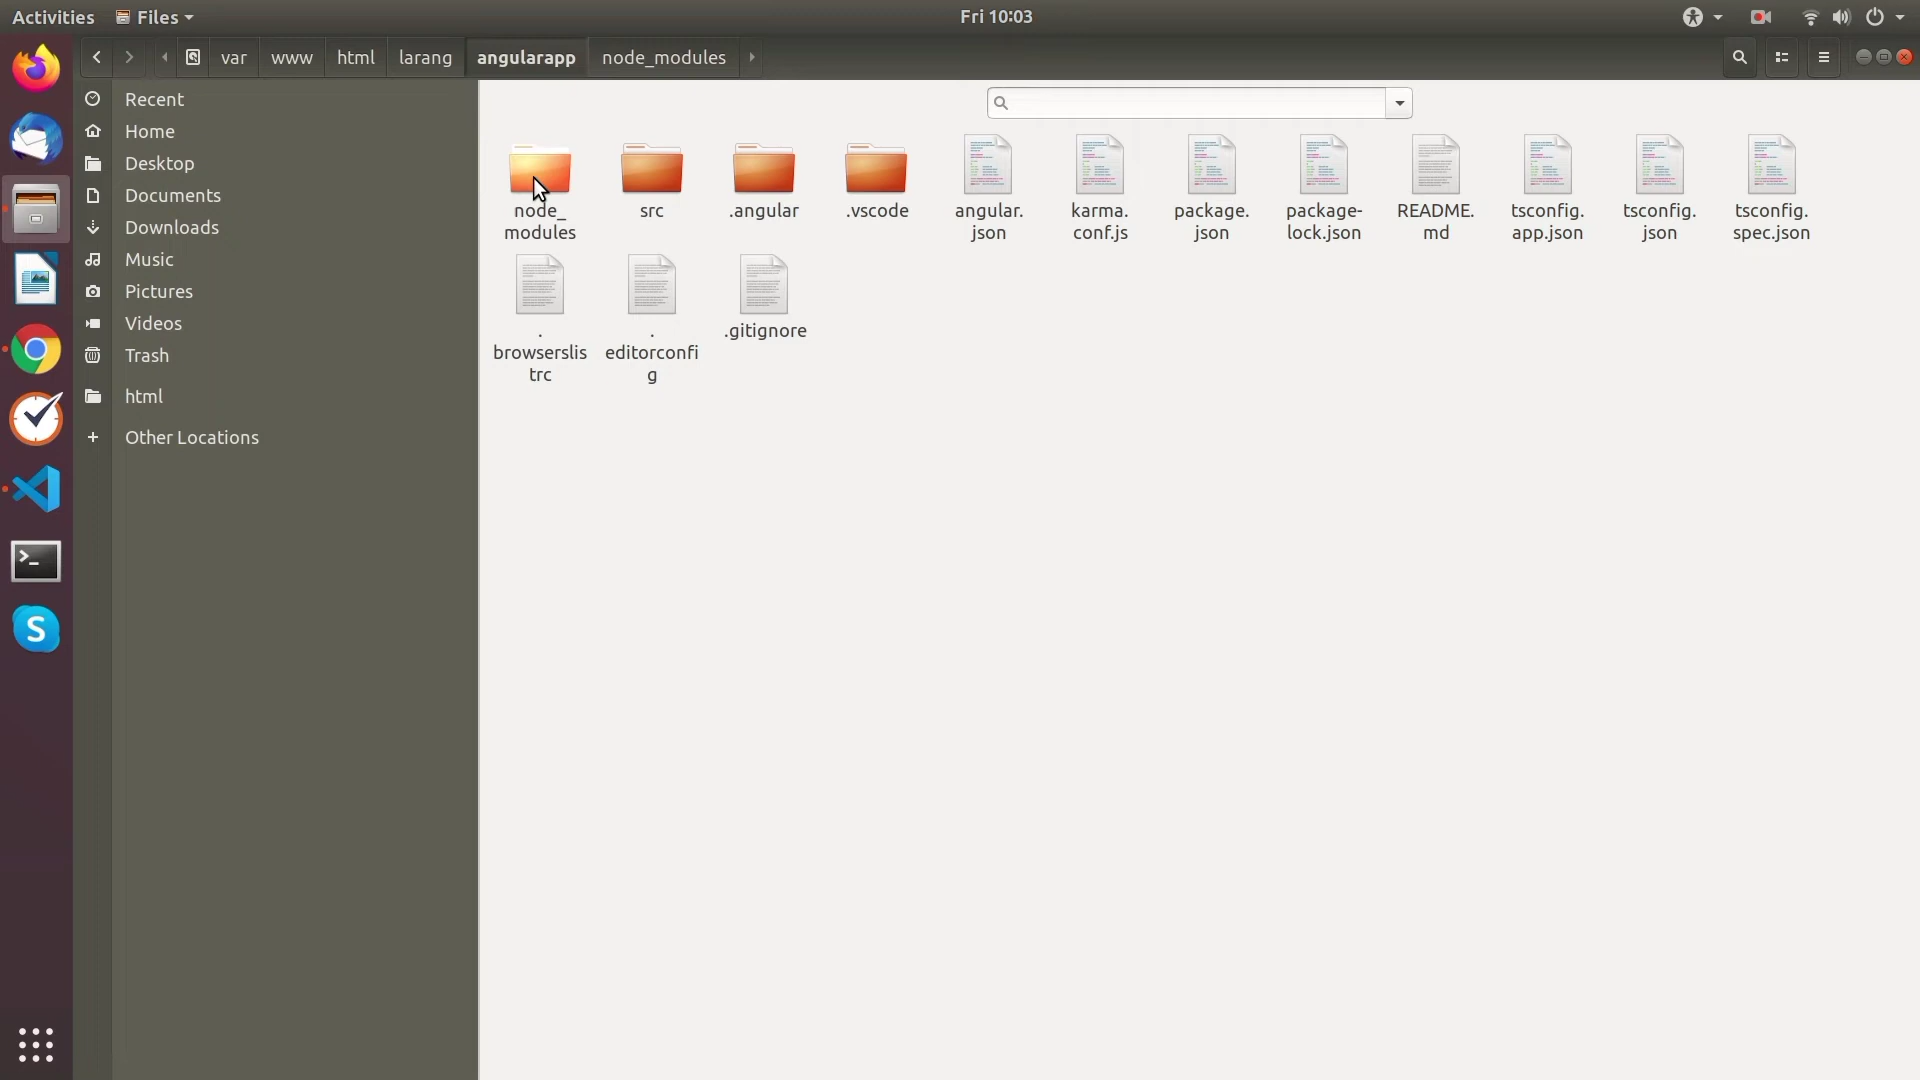 Activities Files Fri 10:03
var www html larang angularapp node_modules
Recent
Home
Desktop
Documents
Downloads
Music
Pictures
Videos
Trash
html
Other Locations
node_
modules
src
.angular
.vscode
angular.
json
karma.
conf.js
package.
json
package-
lock.json
README.
md
tsconfig.
app.json
tsconfig.
json
tsconfig.
spec.json
.
browserslis
trc
.
editorconfi
g
.gitignore